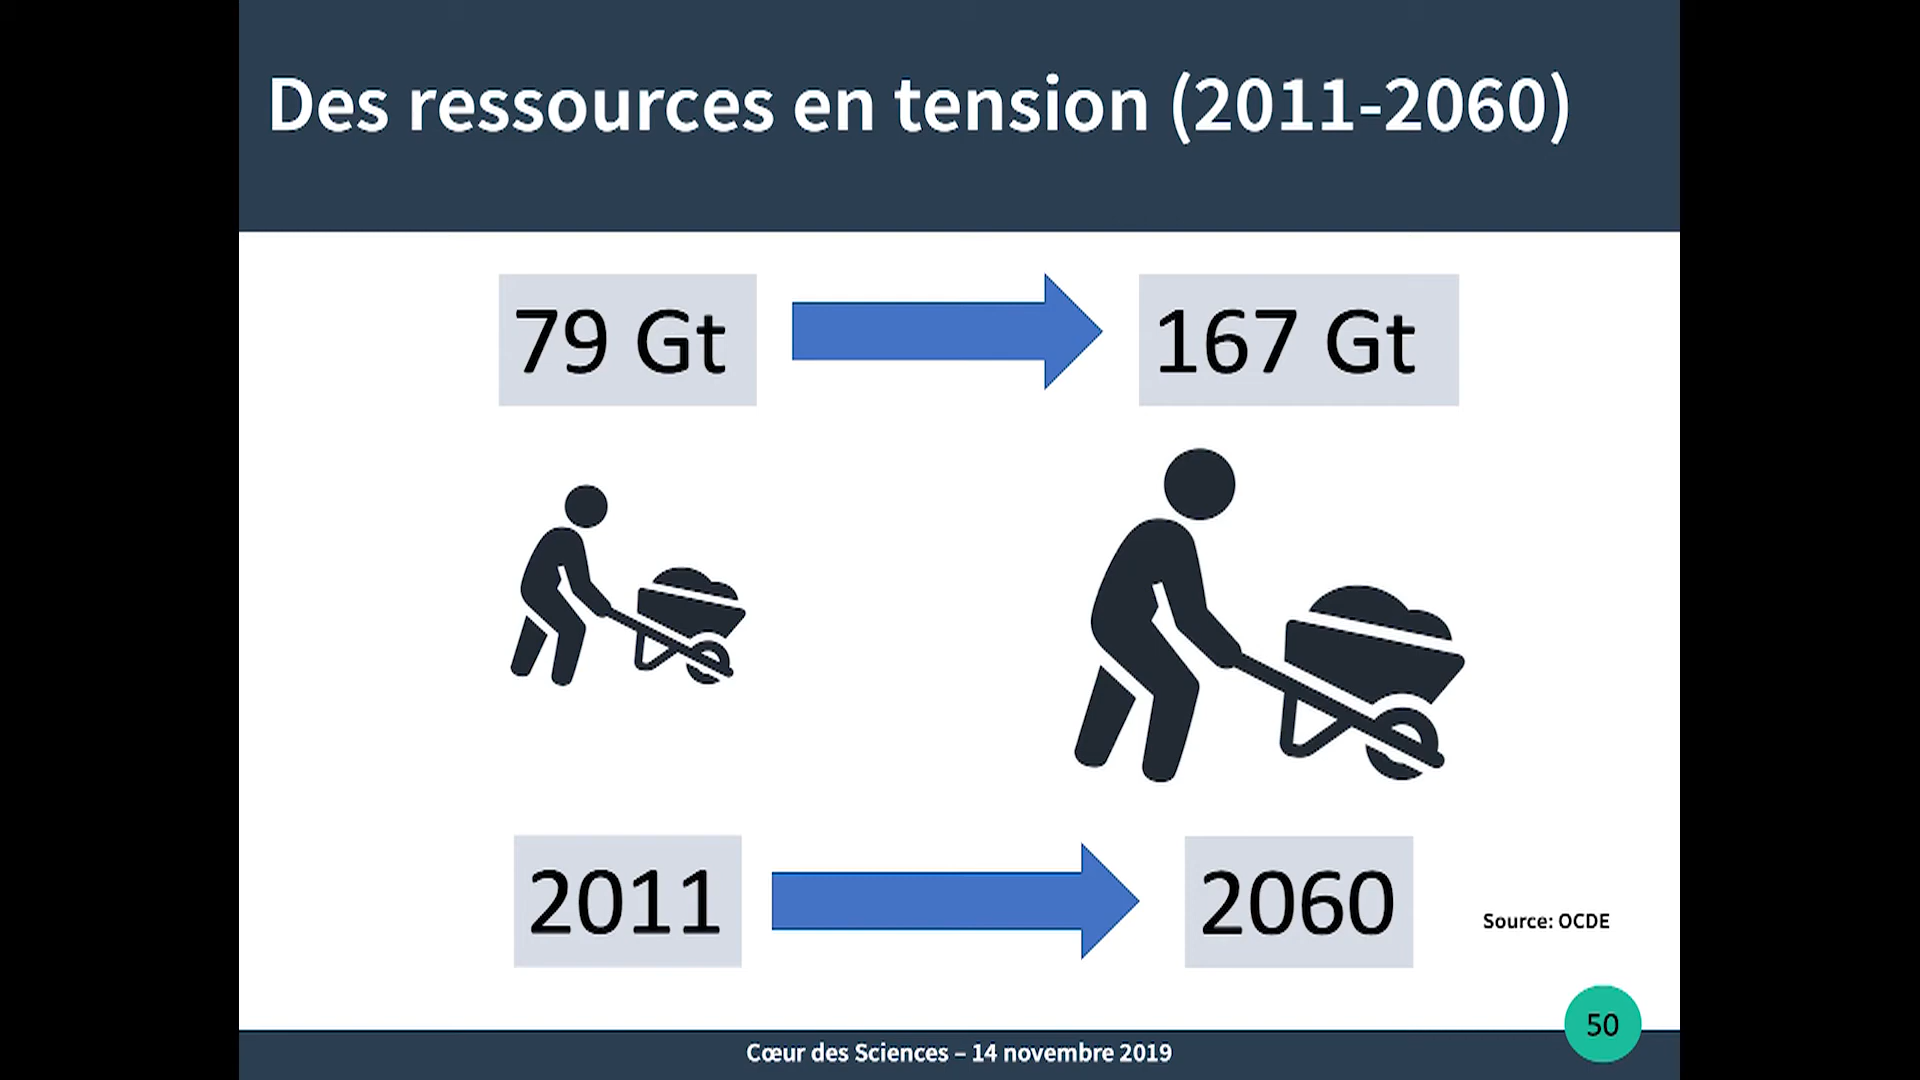 Des ressources en tension (2011-2060)
79 Gt
167 Gt
2011
2060
Source: OCDE
50
Cœur des Sciences – 14 novembre 2019